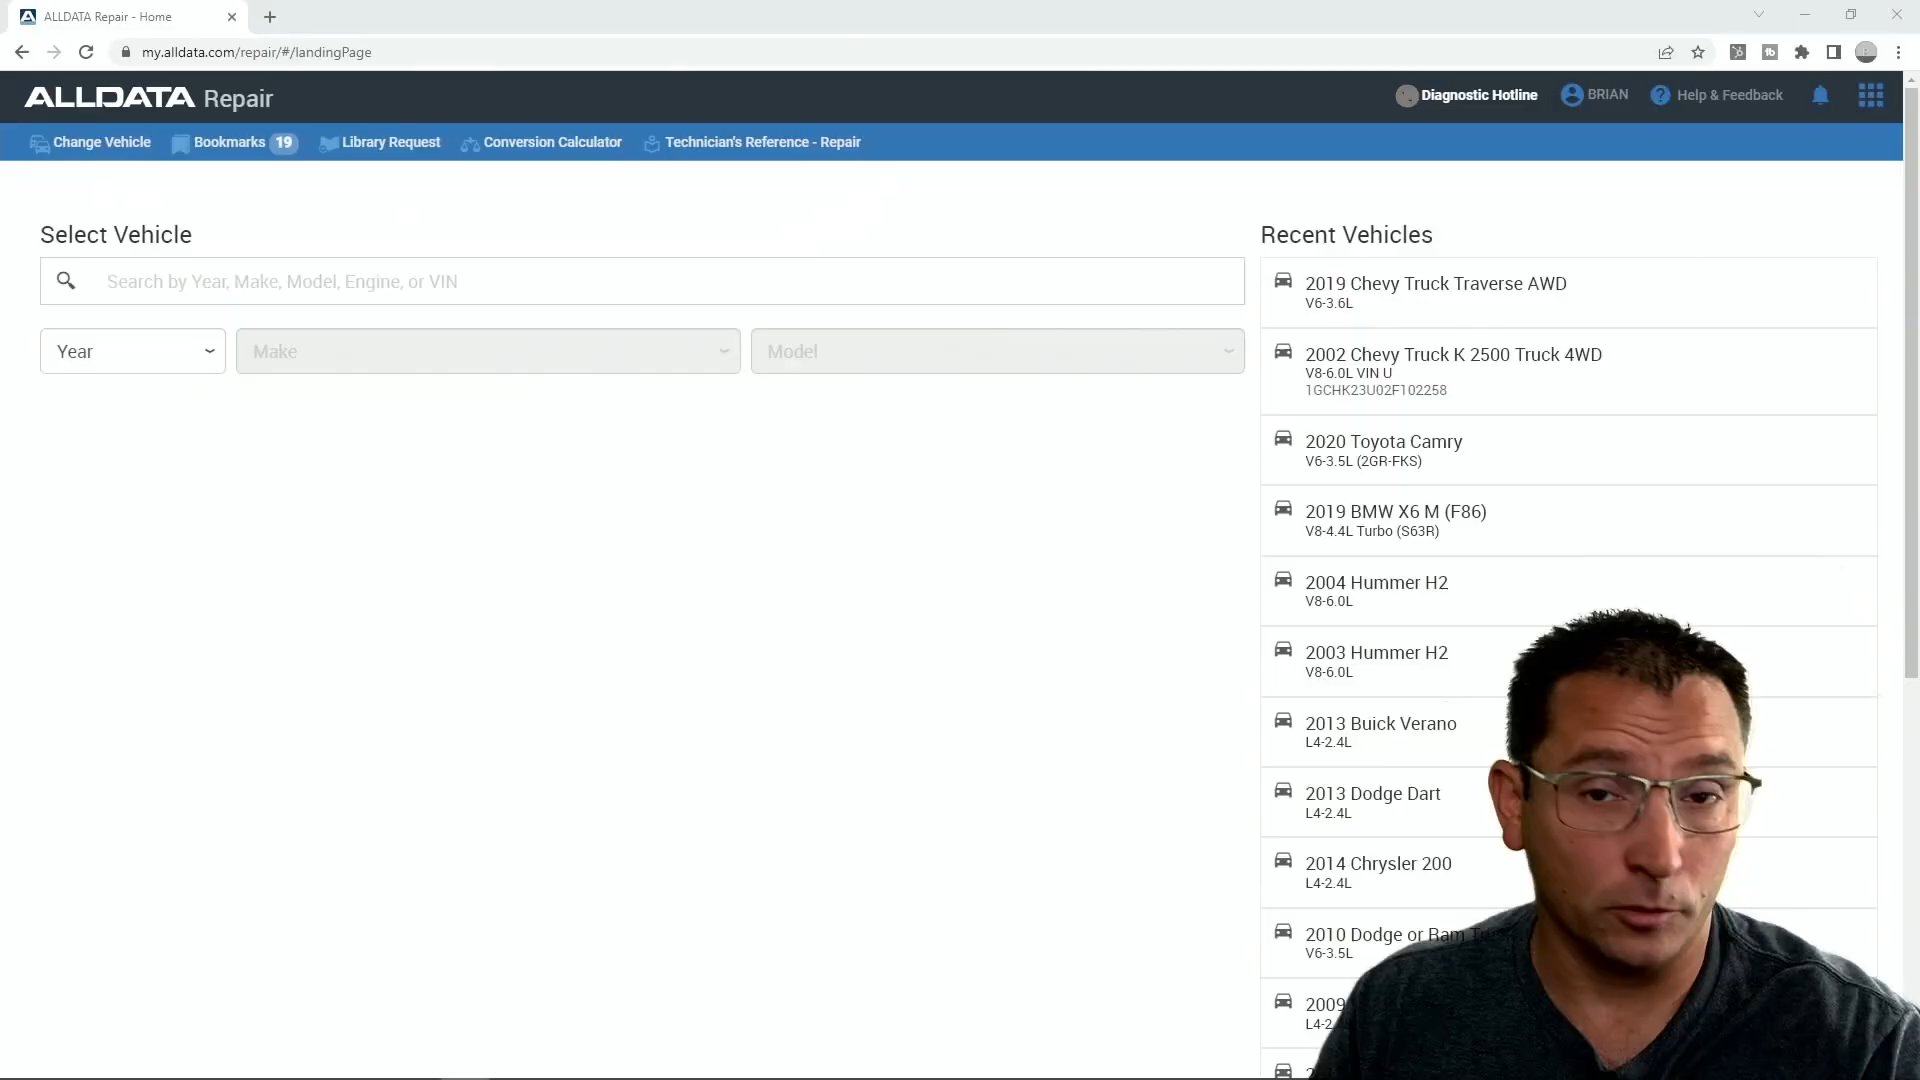 ALLDATA Repair - Home
my.alldata.com/repair/#/landingPage
ALLDATA Repair
Diagnostic Hotline
BRIAN
Help & Feedback
Change Vehicle
Bookmarks 19
Library Request
Conversion Calculator
Technician's Reference - Repair
Select Vehicle
Search by Year, Make, Model, Engine, or VIN
Year
Make
Model
Recent Vehicles
2019 Chevy Truck Traverse AWD
V6-3.6L
2002 Chevy Truck K 2500 Truck 4WD
V8-6.0L VIN U
1GCHK23U02F102258
2020 Toyota Camry
V6-3.5L (2GR-FKS)
2019 BMW X6 M (F86)
V8-4.4L Turbo (S63R)
2004 Hummer H2
V8-6.0L
2003 Hummer H2
V8-6.0L
2013 Buick Verano
L4-2.4L
2013 Dodge Dart
L4-2.4L
2014 Chrysler 200
L4-2.4L
2010 Dodge or Ram
V6-3.5L
2009